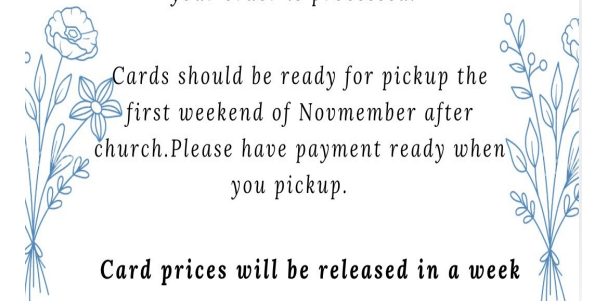 Cards should be ready for pickup the
first weekend of Novmember after
church.Please have payment ready when
you pickup.
Card prices will be released in a week